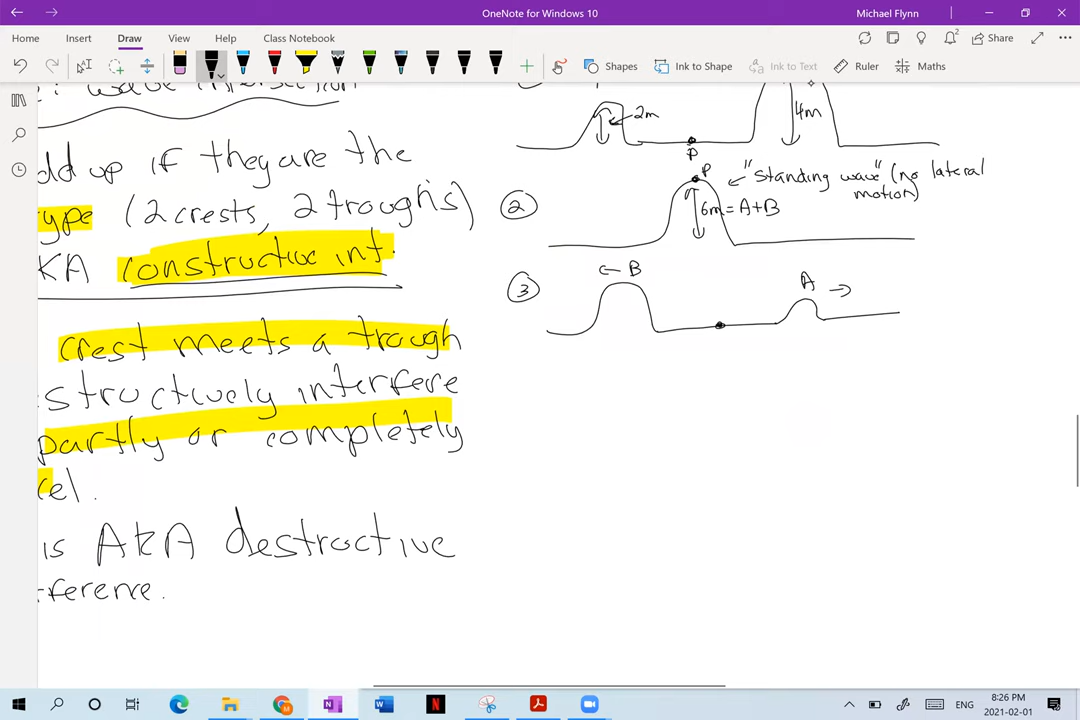 OneNote for Windows 10
Michael Flynn
Home Insert Draw View Help Class Notebook
Share
Shapes Ink to Shape Ink to Text Ruler Maths
wave
dd up if they are the
ype (2 crests, 2 troughs)
KA constructive int.
crest meets a trough
structively interfere
partly or completely
cel.
is AKA destructive
ference.
2m
4m
P
② P "Standing wave" (no lateral
motion)
6m = A+B
③ ← B A →
8:26 PM
ENG
2021-02-01